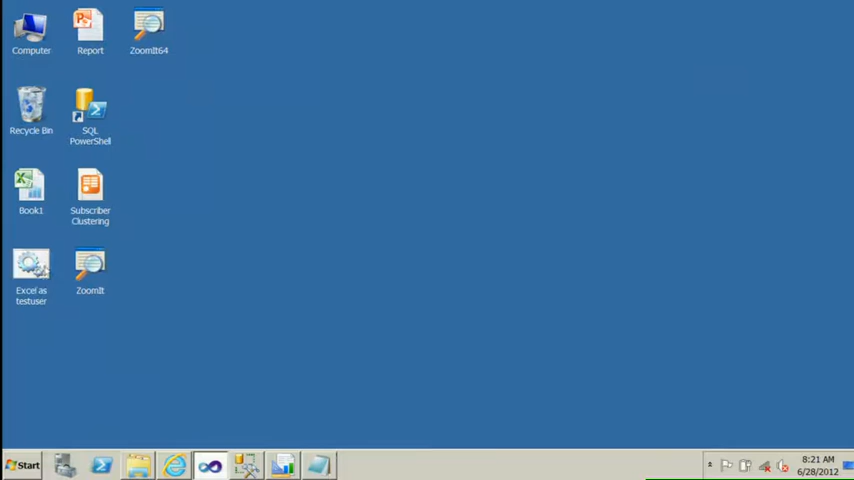 Computer
Report
ZoomIt64
Recycle Bin
SQL
PowerShell
Book1
Subscriber
Clustering
Excel as
testuser
ZoomIt
Start
8:21 AM
6/28/2012